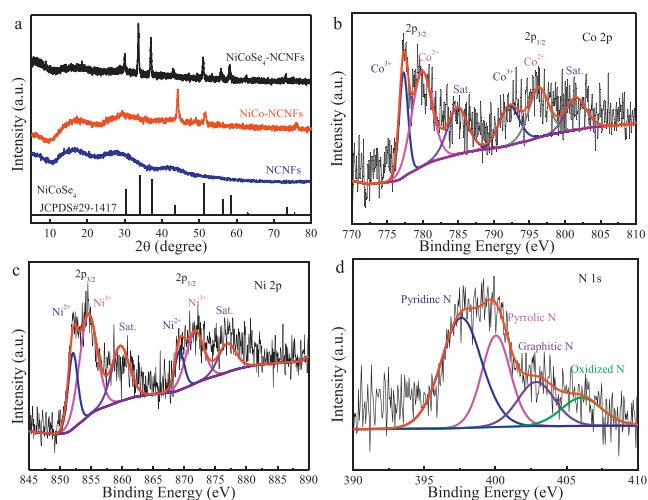 a
NiCoSe4-NCNFs
NiCo-NCNFs
NCNFs
NiCoSe4
JCPDS#29-1417
10 20 30 40 50 60 70 80
2θ (degree)
Intensity (a.u.)
b
2p3/2
2p1/2
Co 2p
Co3+
Co2+
Sat.
Co3+
Co2+
Sat.
770 775 780 785 790 795 800 805 810
Binding Energy (eV)
Intensity (a.u.)
c
2p3/2
2p1/2
Ni 2p
Ni2+
Ni3+
Sat.
Ni2+
Ni3+
Sat.
845 850 855 860 865 870 875 880 885 890
Binding Energy (eV)
Intensity (a.u.)
d
N 1s
Pyridinc N
Pyrrolic N
Graphitic N
Oxidized N
390 395 400 405 410
Binding Energy (eV)
Intensity (a.u.)